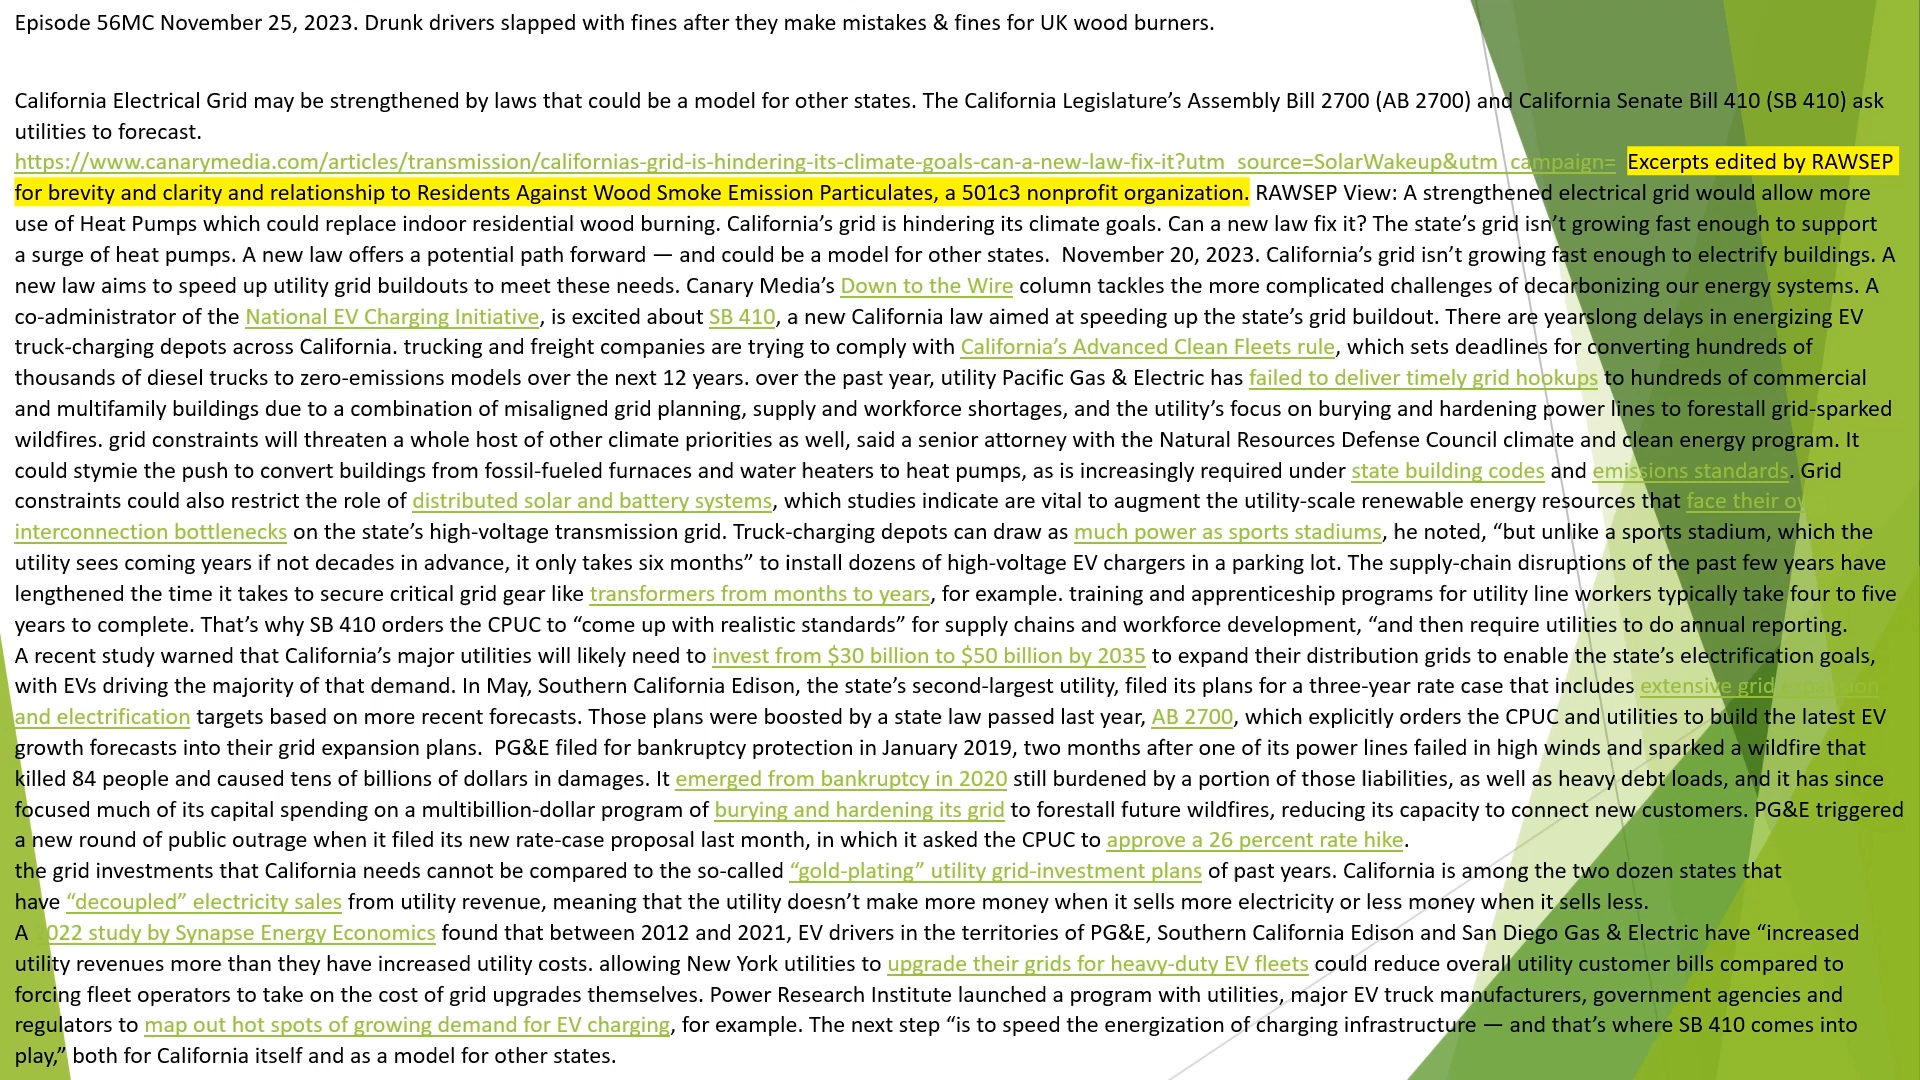 Episode 56MC November 25, 2023. Drunk drivers slapped with fines after they make mistakes & fines for UK wood burners.
California Electrical Grid may be strengthened by laws that could be a model for other states. The California Legislature’s Assembly Bill 2700 (AB 2700) and California Senate Bill 410 (SB 410) ask
utilities to forecast.
https://www.canarymedia.com/articles/transmission/californias-grid-is-hindering-its-climate-goals-can-a-new-law-fix-it?utm_source=SolarWakeup&utm_campaign= Excerpts edited by RAWSEP
for brevity and clarity and relationship to Residents Against Wood Smoke Emission Particulates, a 501c3 nonprofit organization. RAWSEP View: A strengthened electrical grid would allow more
use of Heat Pumps which could replace indoor residential wood burning. California’s grid is hindering its climate goals. Can a new law fix it? The state’s grid isn’t growing fast enough to support
a surge of heat pumps. A new law offers a potential path forward — and could be a model for other states. November 20, 2023. California’s grid isn’t growing fast enough to electrify buildings. A
new law aims to speed up utility grid buildouts to meet these needs. Canary Media’s Down to the Wire column tackles the more complicated challenges of decarbonizing our energy systems. A
co-administrator of the National EV Charging Initiative, is excited about SB 410, a new California law aimed at speeding up the state’s grid buildout. There are yearslong delays in energizing EV
truck-charging depots across California. trucking and freight companies are trying to comply with California’s Advanced Clean Fleets rule, which sets deadlines for converting hundreds of
thousands of diesel trucks to zero-emissions models over the next 12 years. over the past year, utility Pacific Gas & Electric has failed to deliver timely grid hookups to hundreds of commercial
and multifamily buildings due to a combination of misaligned grid planning, supply and workforce shortages, and the utility’s focus on burying and hardening power lines to forestall grid-sparked
wildfires. grid constraints will threaten a whole host of other climate priorities as well, said a senior attorney with the Natural Resources Defense Council climate and clean energy program. It
could stymie the push to convert buildings from fossil-fueled furnaces and water heaters to heat pumps, as is increasingly required under state building codes and emissions standards. Grid
constraints could also restrict the role of distributed solar and battery systems, which studies indicate are vital to augment the utility-scale renewable energy resources that face their
interconnection bottlenecks on the state’s high-voltage transmission grid. Truck-charging depots can draw as much power as sports stadiums, he noted, “but unlike a sports stadium, which the
utility sees coming years if not decades in advance, it only takes six months” to install dozens of high-voltage EV chargers in a parking lot. The supply-chain disruptions of the past few years have
lengthened the time it takes to secure critical grid gear like transformers from months to years, for example. training and apprenticeship programs for utility line workers typically take four to five
years to complete. That’s why SB 410 orders the CPUC to “come up with realistic standards” for supply chains and workforce development, “and then require utilities to do annual reporting.
A recent study warned that California’s major utilities will likely need to invest from $30 billion to $50 billion by 2035 to expand their distribution grids to enable the state’s electrification goals,
with EVs driving the majority of that demand. In May, Southern California Edison, the state’s second-largest utility, filed its plans for a three-year rate case that includes extensive grid expansion
and electrification targets based on more recent forecasts. Those plans were boosted by a state law passed last year, AB 2700, which explicitly orders the CPUC and utilities to build the latest EV
growth forecasts into their grid expansion plans. PG&E filed for bankruptcy protection in January 2019, two months after one of its power lines failed in high winds and sparked a wildfire that
killed 84 people and caused tens of billions of dollars in damages. It emerged from bankruptcy in 2020 still burdened by a portion of those liabilities, as well as heavy debt loads, and it has since
focused much of its capital spending on a multibillion-dollar program of burying and hardening its grid to forestall future wildfires, reducing its capacity to connect new customers. PG&E triggered
a new round of public outrage when it filed its new rate-case proposal last month, in which it asked the CPUC to approve a 26 percent rate hike.
the grid investments that California needs cannot be compared to the so-called “gold-plating” utility grid-investment plans of past years. California is among the two dozen states that
have “decoupled” electricity sales from utility revenue, meaning that the utility doesn’t make more money when it sells more electricity or less money when it sells less.
A 2022 study by Synapse Energy Economics found that between 2012 and 2021, EV drivers in the territories of PG&E, Southern California Edison and San Diego Gas & Electric have “increased
utility revenues more than they have increased utility costs. allowing New York utilities to upgrade their grids for heavy-duty EV fleets could reduce overall utility customer bills compared to
forcing fleet operators to take on the cost of grid upgrades themselves. Power Research Institute launched a program with utilities, major EV truck manufacturers, government agencies and
regulators to map out hot spots of growing demand for EV charging, for example. The next step “is to speed the energization of charging infrastructure — and that’s where SB 410 comes into
play,” both for California itself and as a model for other states.